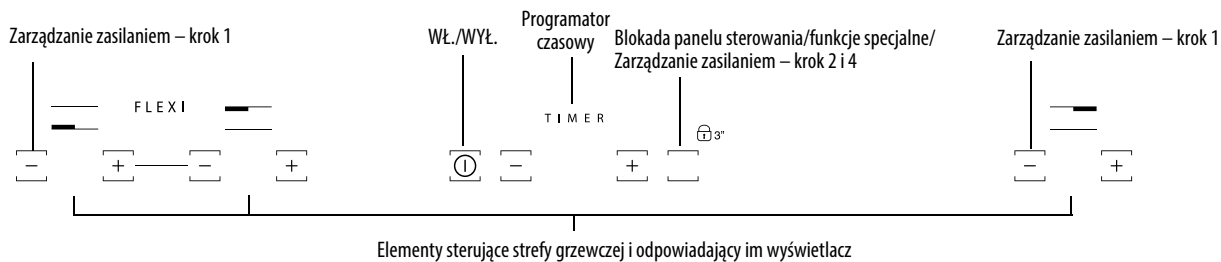 Zarządzanie zasilaniem – krok 1
WŁ./WYŁ.
Programator
czasowy
Blokada panelu sterowania/funkcje specjalne/
Zarządzanie zasilaniem – krok 2 i 4
Zarządzanie zasilaniem – krok 1
FLEXI
TIMER
3"
Elementy sterujące strefy grzewczej i odpowiadający im wyświetlacz